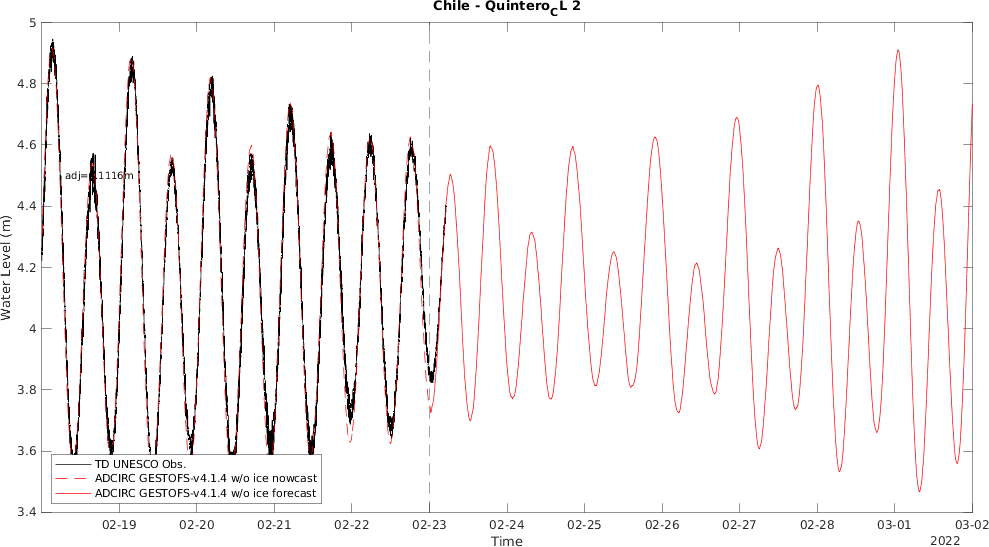 Chile - QuinteroCL 2
Water Level (m)
5
4.8
4.6
4.4
4.2
4
3.8
3.6
3.4
TD UNESCO Obs.
ADCIRC GESTOFS-v4.1.4 w/o ice nowcast
ADCIRC GESTOFS-v4.1.4 w/o ice forecast
02-19 02-20 02-21 02-22 02-23 02-24 02-25 02-26 02-27 02-28 03-01 03-02
Time
2022